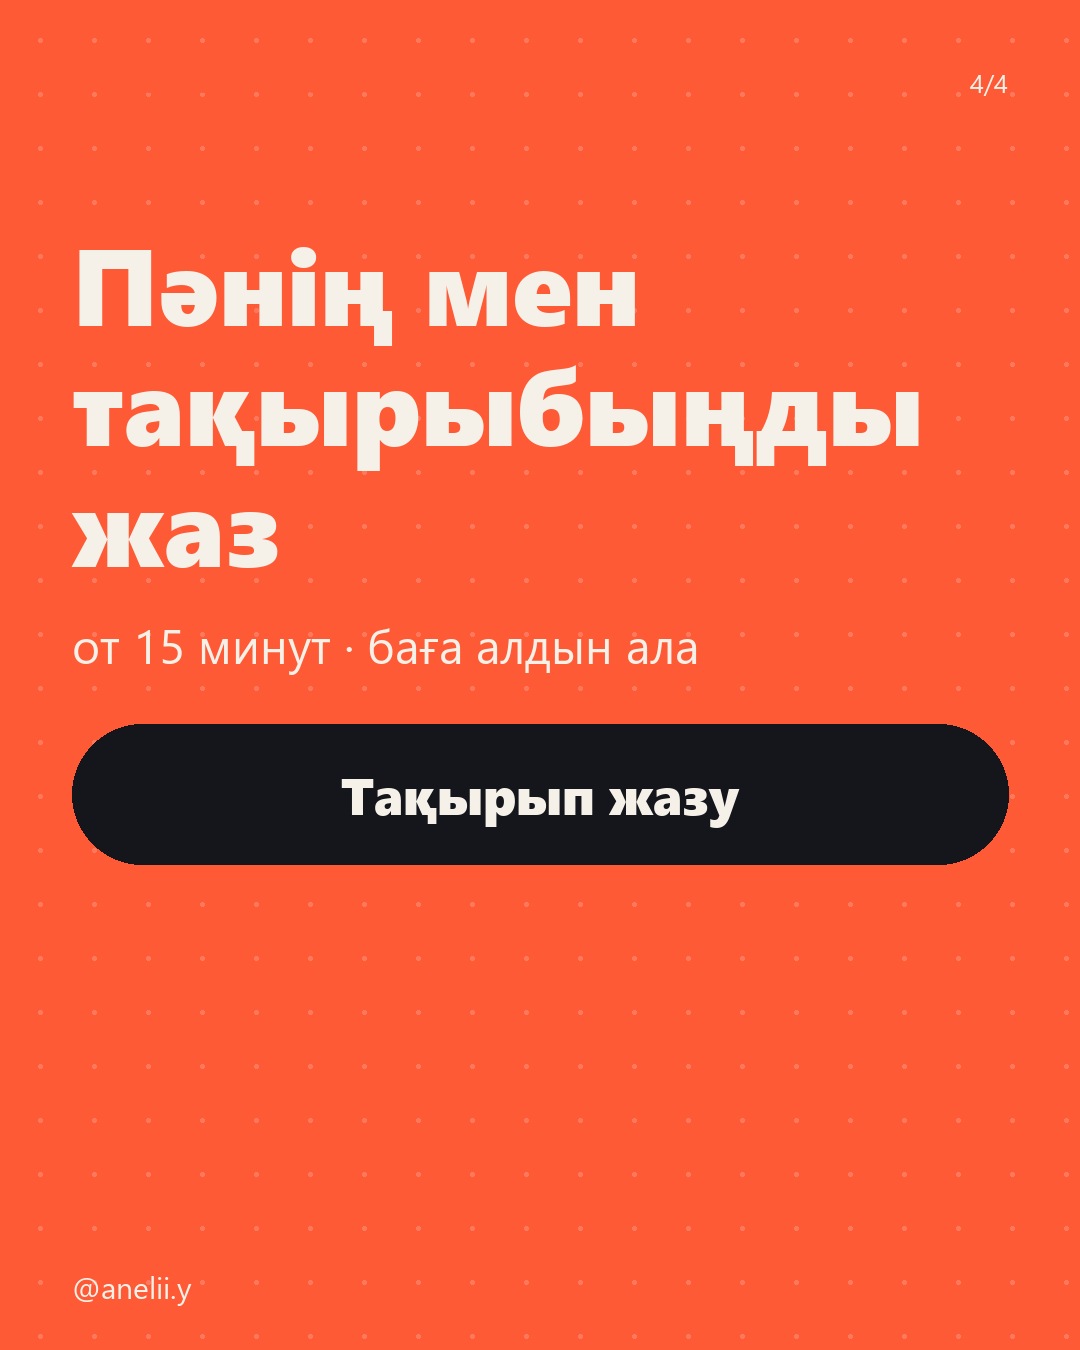 4/4
Пәнің мен
тақырыбыңды
жаз
от 15 минут · баға алдын ала
Тақырып жазу
@anelii.y